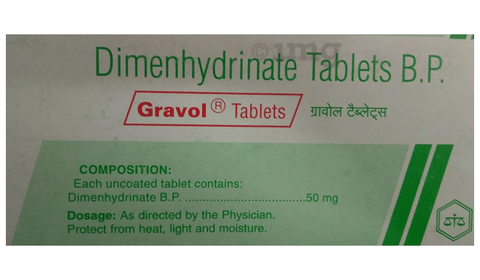 ©1mg
Dimenhydrinate Tablets B.P.
Gravol® Tablets ग्रावोल टैब्लेट्स
COMPOSITION:
Each uncoated tablet contains:
Dimenhydrinate B.P. ..................................50 mg
Dosage: As directed by the Physician.
Protect from heat, light and moisture.